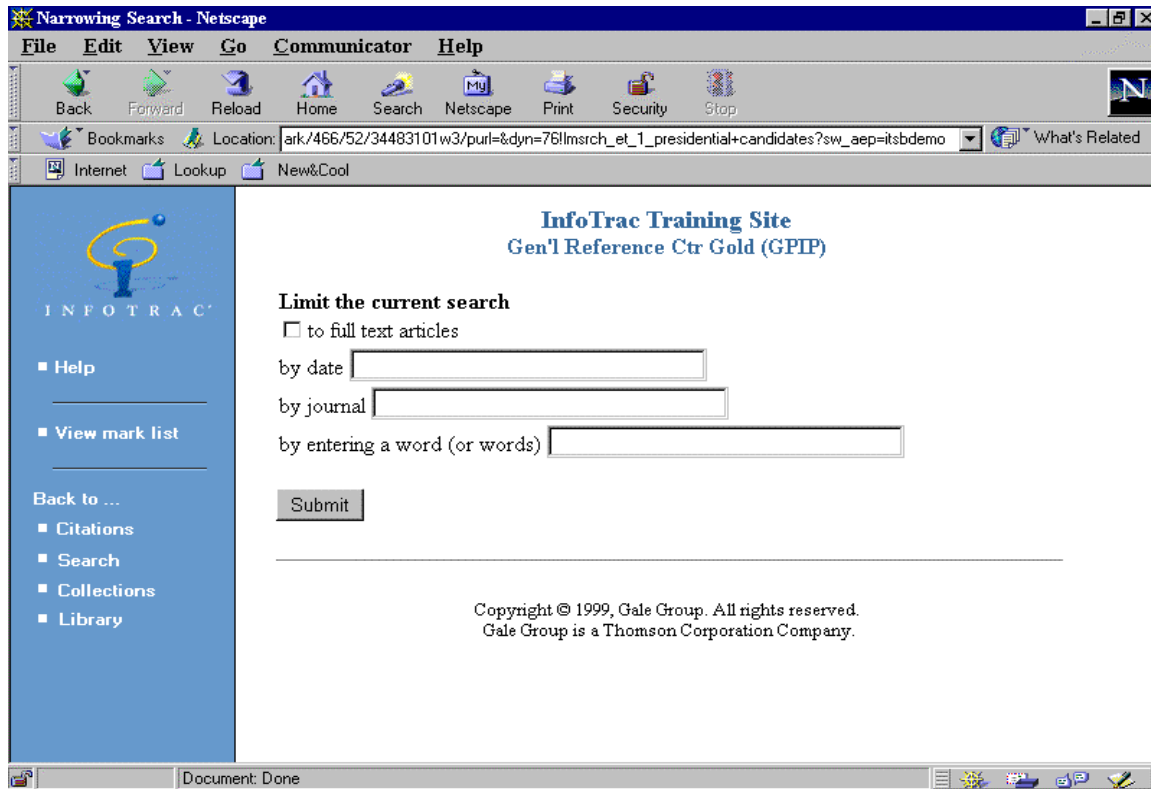 Narrowing Search - Netscape
File Edit View Go Communicator Help
My
Back Forward Reload Home Search Netscape Print Security Stop
N
Bookmarks Location: ark/466/52/34483101w3/purl=&dyn=76!lmsrch_et_1_presidential+candidates?sw_aep=itsbdemo What's Related
Internet Lookup New&Cool
INFOTRAC
Help
View mark list
Back to ...
Citations
Search
Collections
Library
InfoTrac Training Site
Gen'l Reference Ctr Gold (GPIP)
Limit the current search
to full text articles
by date
by journal
by entering a word (or words)
Submit
Copyright © 1999, Gale Group. All rights reserved.
Gale Group is a Thomson Corporation Company.
Document: Done